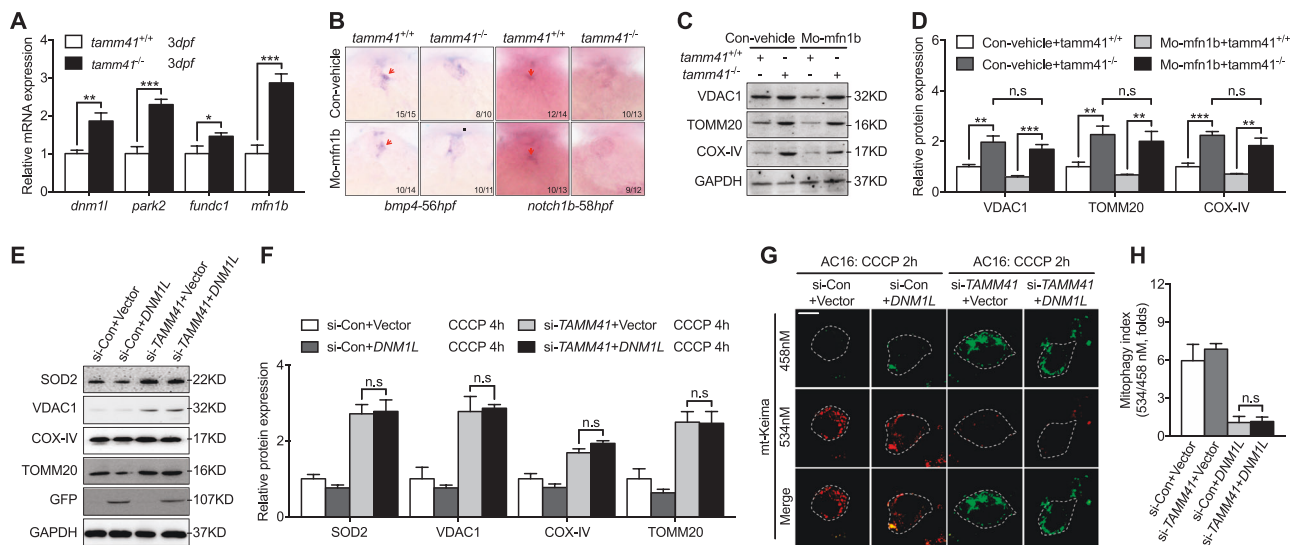 A
Relative mRNA expression
6
4
2
0
tamm41+/+ 3dpf
tamm41-/- 3dpf
**
***
*
***
dnm1l
park2
fundc1
mfn1b
B
tamm41+/+ tamm41-/- tamm41+/+ tamm41-/-
Con-vehicle
15/15 8/10 12/14 10/13
Mo-mfn1b
10/14 10/11 10/13 9/12
bmp4-56hpf notch1b-58hpf
C
Con-vehicle Mo-mfn1b
tamm41+/+ + - + -
tamm41-/- - + - +
VDAC1 32KD
TOMM20 16KD
COX-IV 17KD
GAPDH 37KD
D
Con-vehicle+tamm41+/+ Mo-mfn1b+tamm41+/+
Con-vehicle+tamm41-/- Mo-mfn1b+tamm41-/-
Relative protein expression
6
4
2
0
n.s n.s n.s
** *** ** ** *** **
VDAC1 TOMM20 COX-IV
E
si-Con+Vector
si-Con+DNM1L
si-TAMM41+Vector
si-TAMM41+DNM1L
SOD2 22KD
VDAC1 32KD
COX-IV 17KD
TOMM20 16KD
GFP 107KD
GAPDH 37KD
F
si-Con+Vector CCCP 4h si-TAMM41+Vector CCCP 4h
si-Con+DNM1L CCCP 4h si-TAMM41+DNM1L CCCP 4h
Relative protein expression
6
4
2
0
n.s n.s n.s n.s
SOD2 VDAC1 COX-IV TOMM20
G
AC16: CCCP 2h AC16: CCCP 2h
si-Con si-Con si-TAMM41 si-TAMM41
+Vector +DNM1L +Vector +DNM1L
mt-Keima
458nM
534nM
Merge
H
Mitophagy index
(534/458 nM, folds)
12
9
6
3
0
n.s
si-Con+Vector
si-TAMM41+Vector
si-Con+DNM1L
si-TAMM41+DNM1L